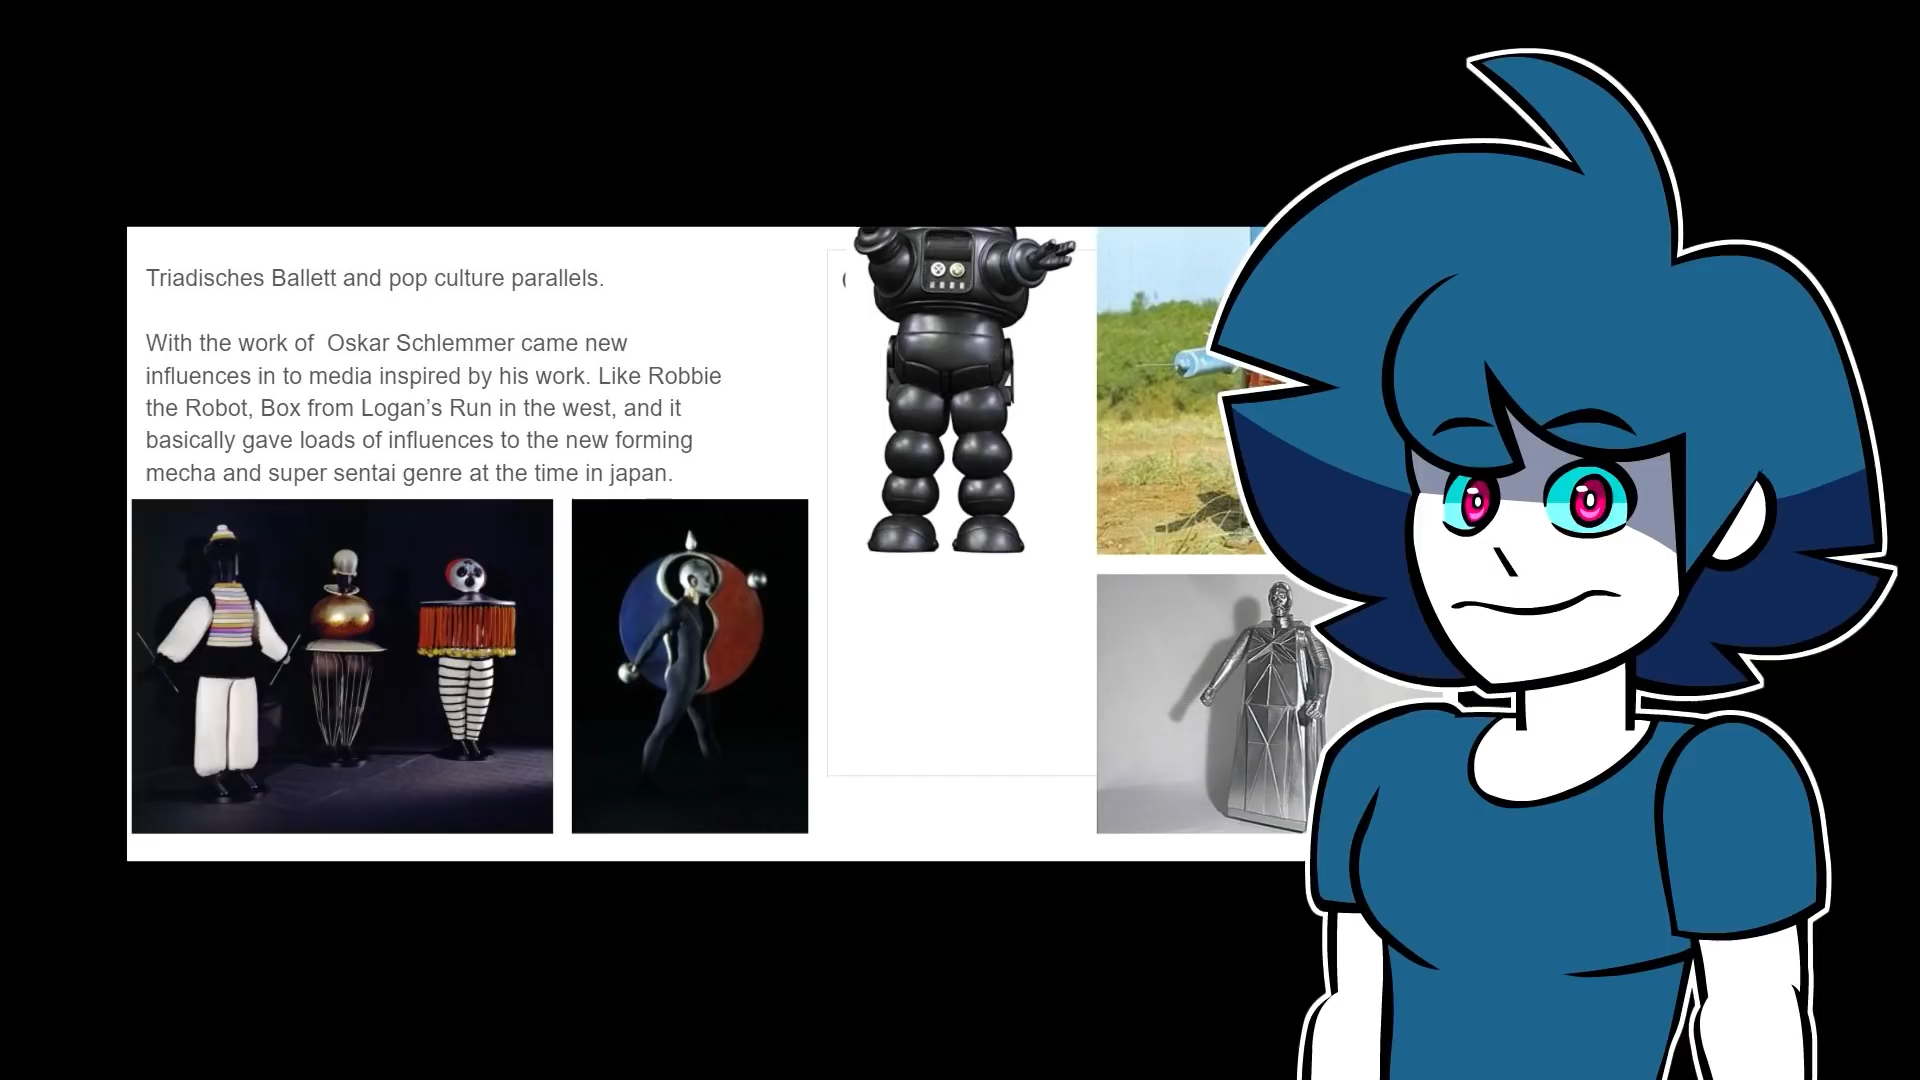 Triadisches Ballett and pop culture parallels.
With the work of  Oskar Schlemmer came new
influences in to media inspired by his work. Like Robbie
the Robot, Box from Logan’s Run in the west, and it
basically gave loads of influences to the new forming
mecha and super sentai genre at the time in japan.